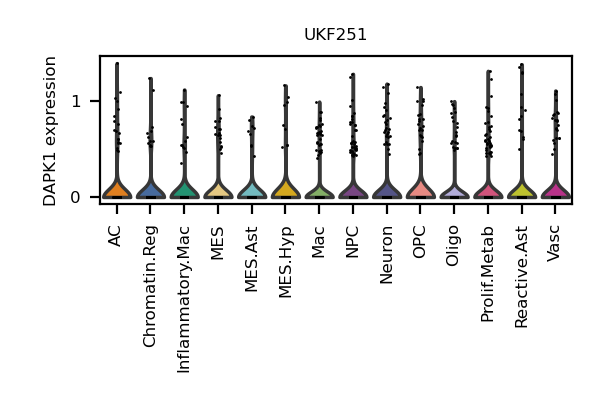 UKF251
DAPK1 expression
1
0
AC
Chromatin.Reg
Inflammatory.Mac
MES
MES.Ast
MES.Hyp
Mac
NPC
Neuron
OPC
Oligo
Prolif.Metab
Reactive.Ast
Vasc